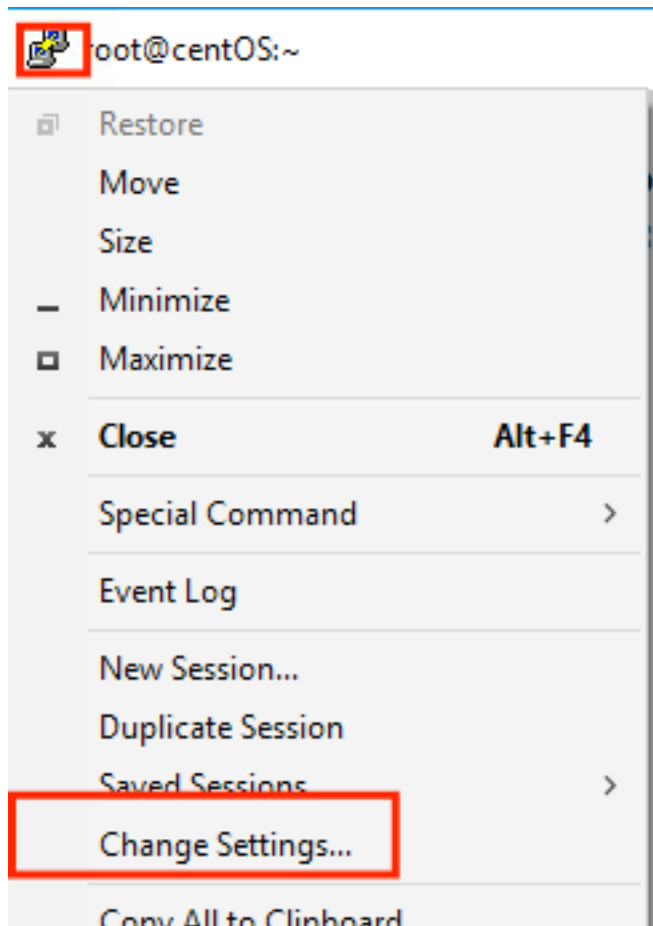 root@centOS:~
Restore
Move
Size
Minimize
Maximize
Close Alt+F4
Special Command
Event Log
New Session...
Duplicate Session
Saved Sessions
Change Settings...
Copy All to Clipboard